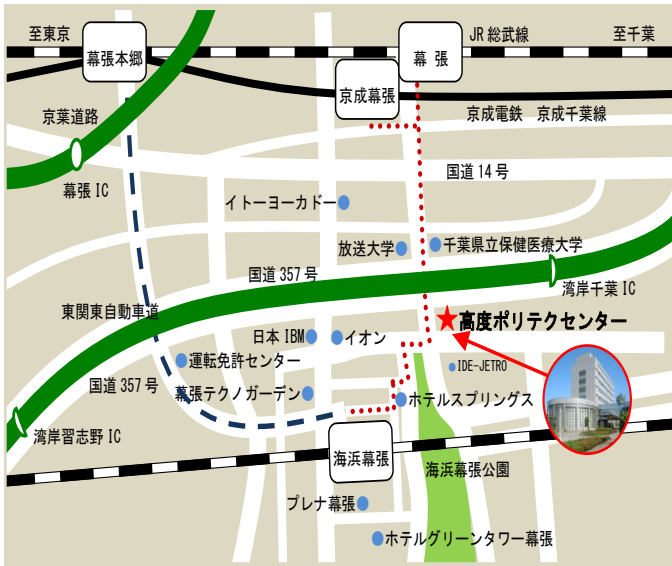 至東京
JR 総武線
至千葉
幕張本郷
幕 張
京成幕張
京葉道路
京成電鉄 京成千葉線
国道 14 号
幕張 IC
イトーヨーカドー
放送大学
千葉県立保健医療大学
国道 357 号
湾岸千葉 IC
東関東自動車道
高度ポリテクセンター
日本 IBM
イオン
運転免許センター
IDE-JETRO
国道 357 号
幕張テクノガーデン
ホテルスプリングス
湾岸習志野 IC
海浜幕張
海浜幕張公園
プレナ幕張
ホテルグリーンタワー幕張